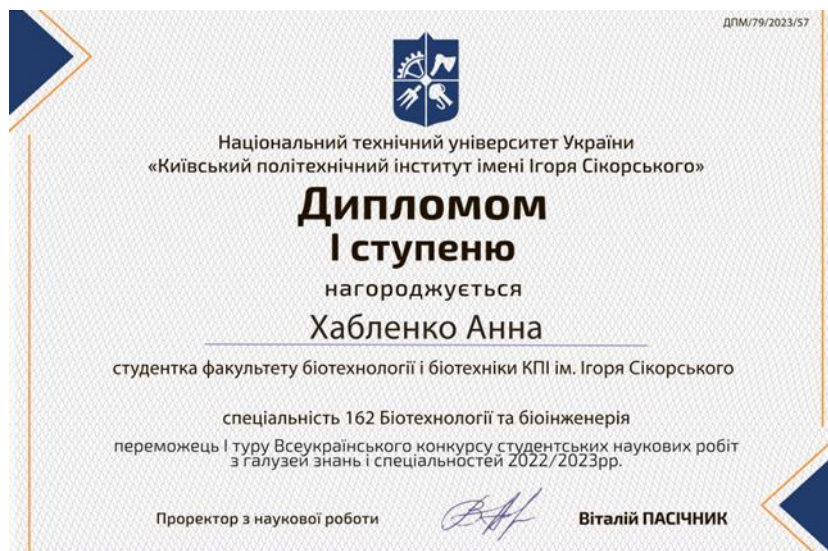 ДПМ/79/2023/57
Національний технічний університет України
«Київський політехнічний інститут імені Ігоря Сікорського»
Дипломом
І ступеню
нагороджується
Хабленко Анна
студентка факультету біотехнології і біотехніки КПІ ім. Ігоря Сікорського
спеціальність 162 Біотехнології та біоінженерія
переможець І туру Всеукраїнського конкурсу студентських наукових робіт
з галузей знань і спеціальностей 2022/2023рр.
Проректор з наукової роботи Віталій ПАСІЧНИК